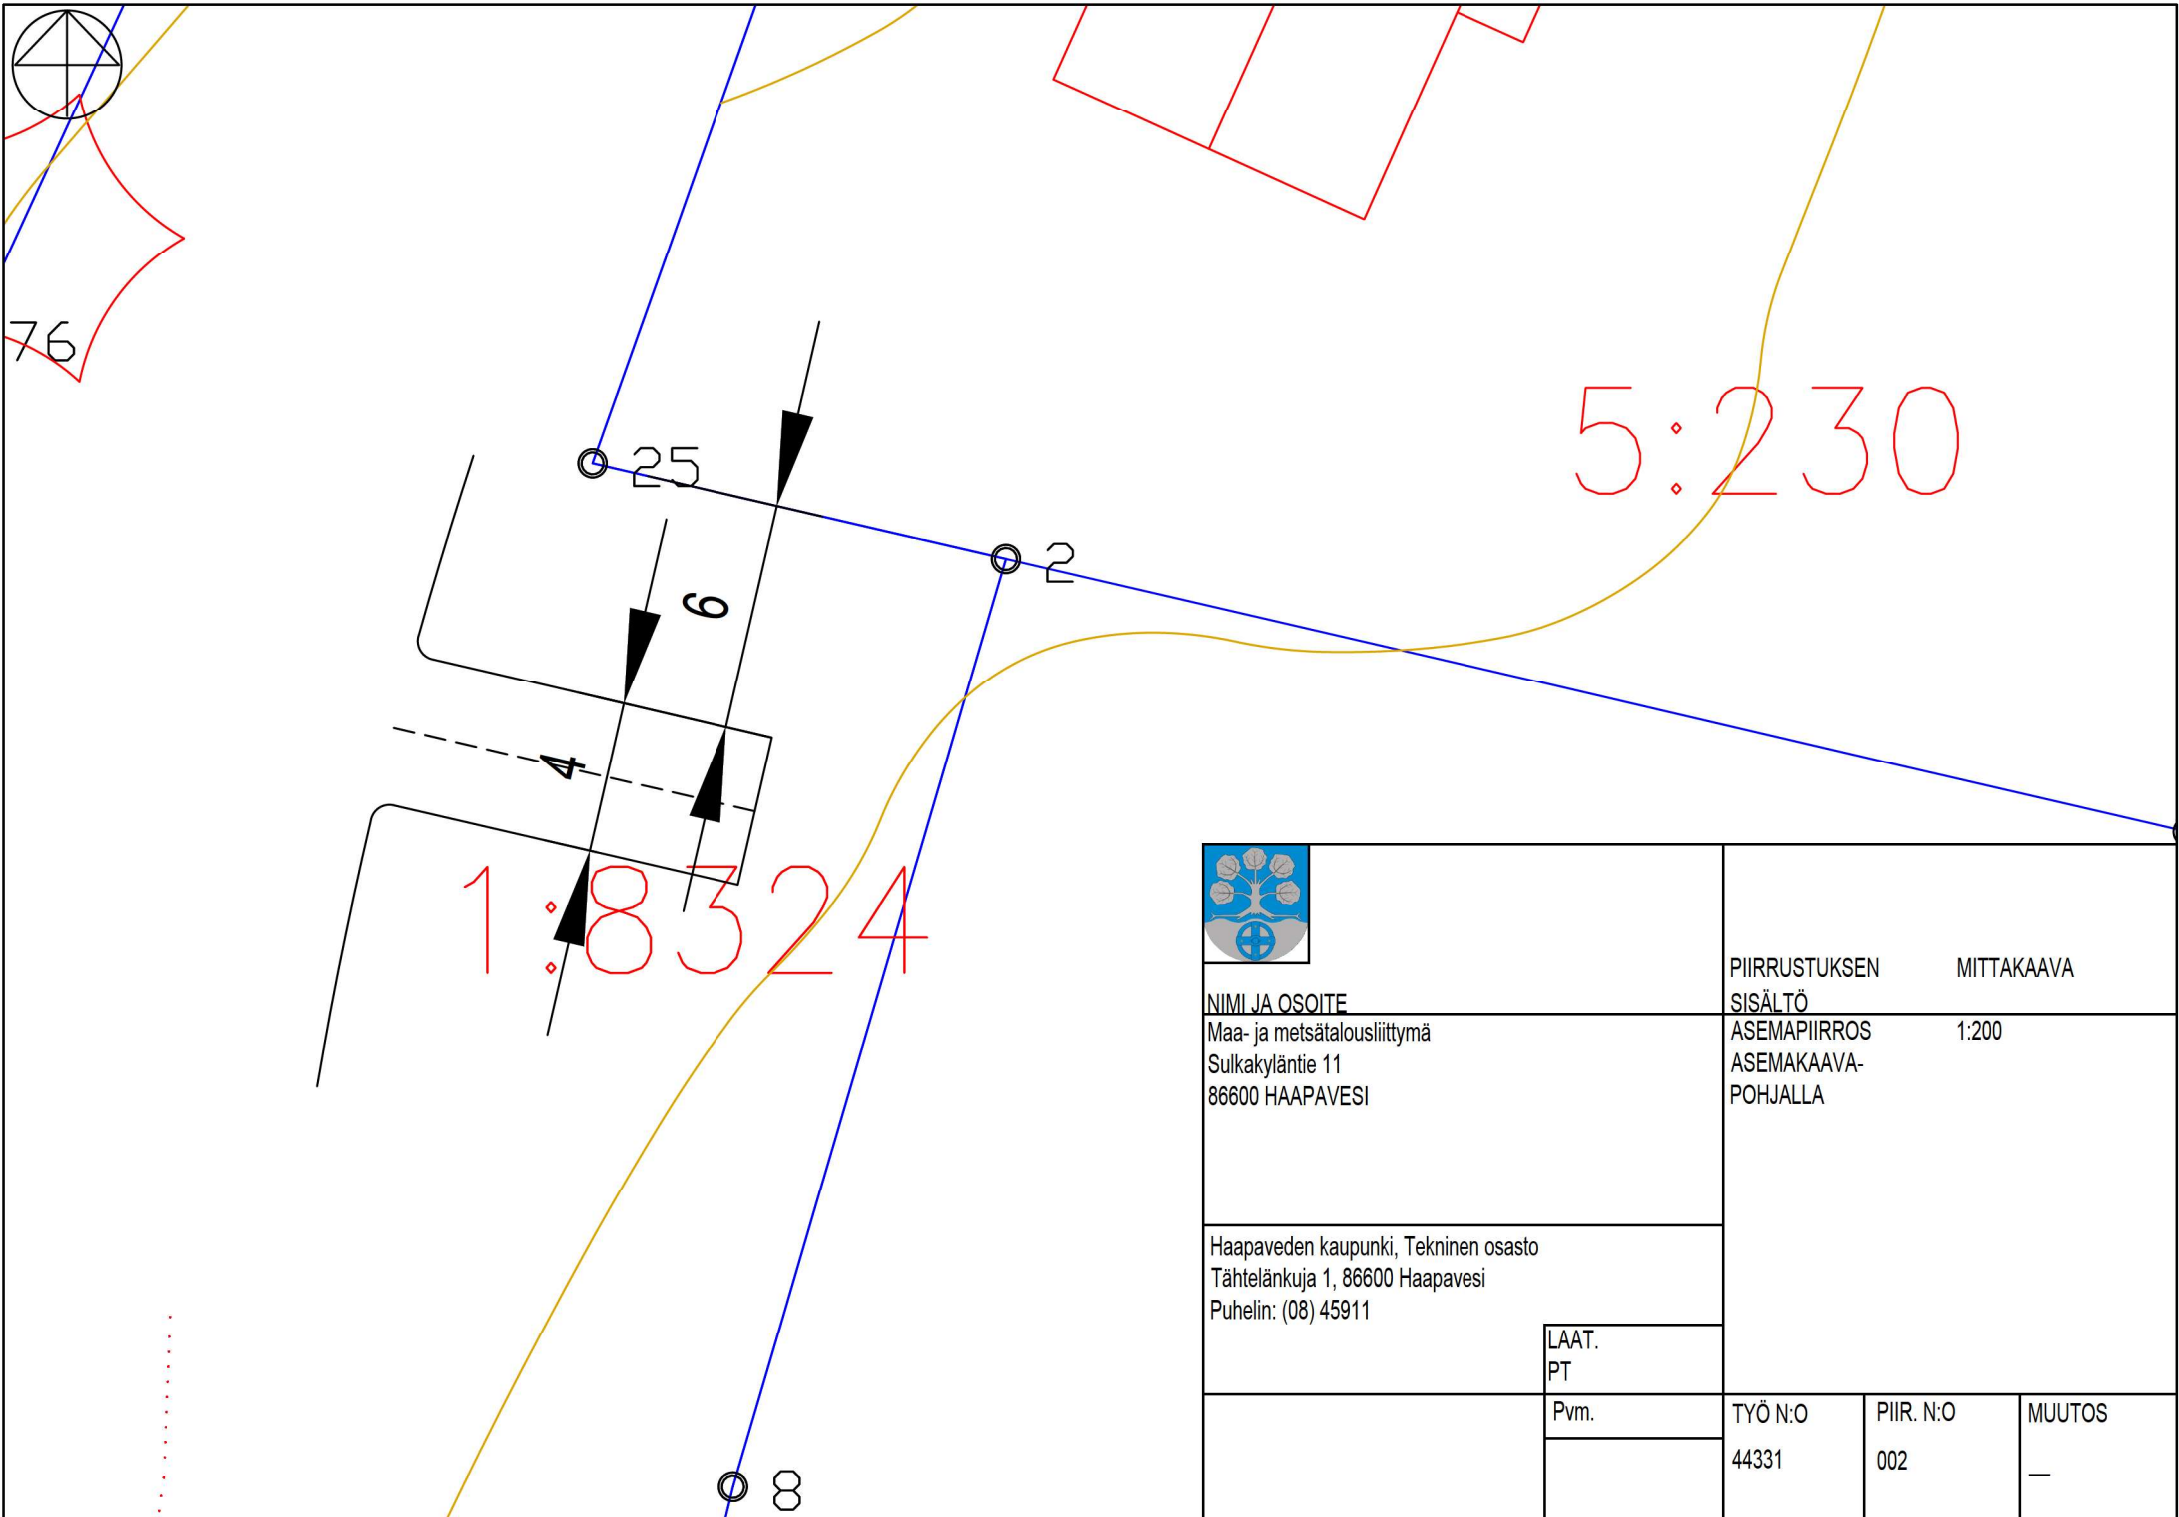 76
25
2
6
4
5:230
1:8324
8
NIMI JA OSOITE
Maa- ja metsätalousliittymä
Sulkakyläntie 11
86600 HAAPAVESI
PIIRRUSTUKSEN MITTAKAAVA
SISÄLTÖ
ASEMAPIIRROS 1:200
ASEMAKAAVA-
POHJALLA
Haapaveden kaupunki, Tekninen osasto
Tähtelänkuja 1, 86600 Haapavesi
Puhelin: (08) 45911
LAAT.
PT
Pvm.
TYÖ N:O
44331
PIIR. N:O
002
MUUTOS
—